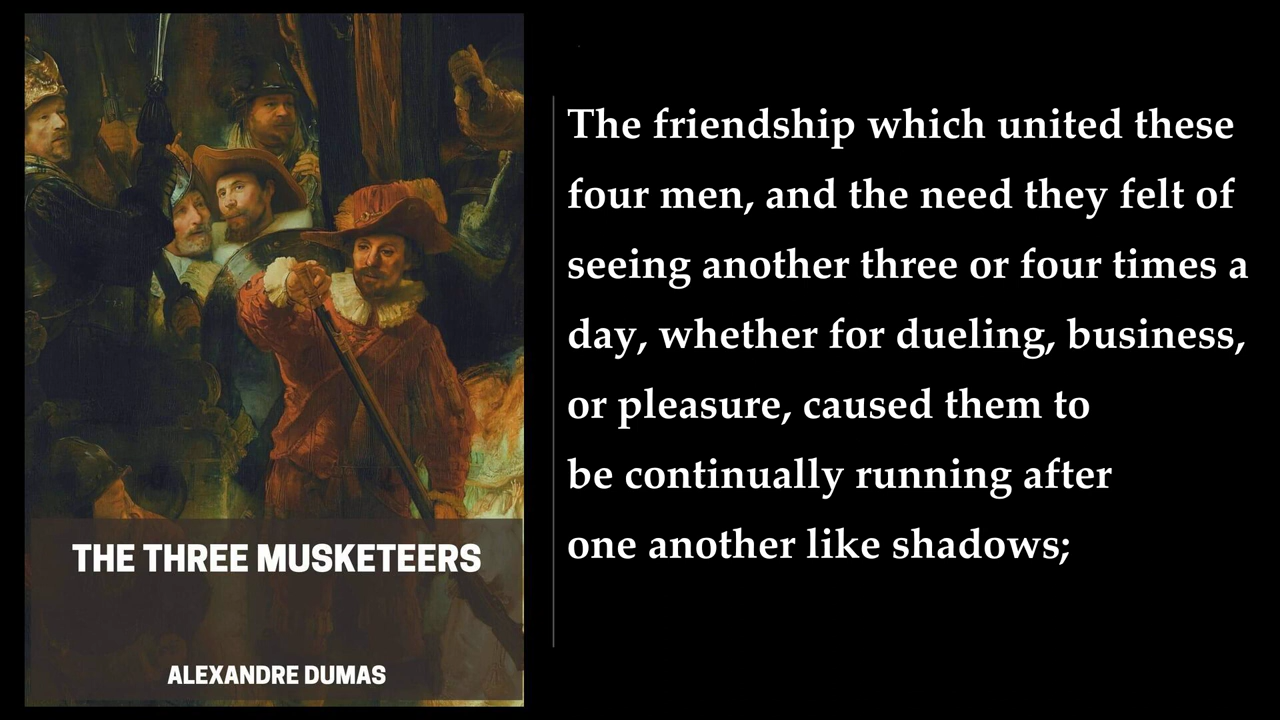 The friendship which united these
four men, and the need they felt of
seeing another three or four times a
day, whether for dueling, business,
or pleasure, caused them to
be continually running after
one another like shadows;
THE THREE MUSKETEERS
ALEXANDRE DUMAS